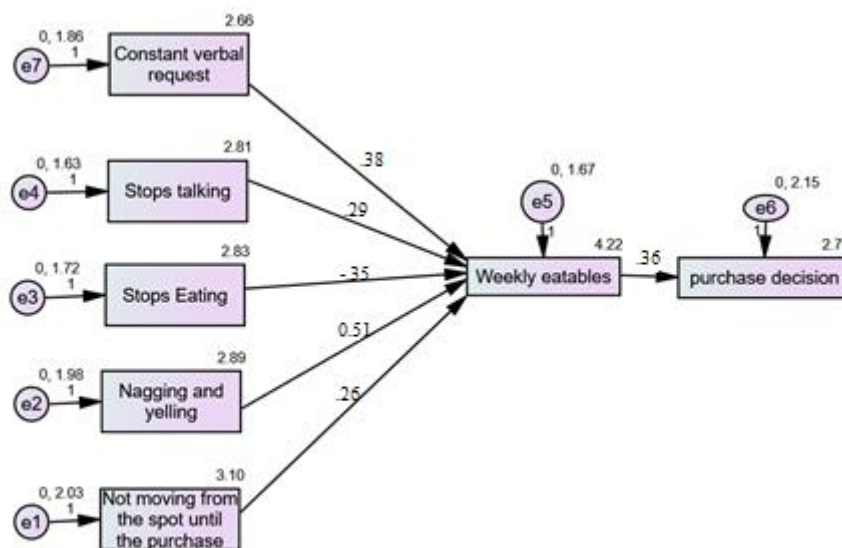 0, 1.86
1
e7
2.66
Constant verbal
request
.38
0, 1.63
1
e4
2.81
Stops talking
.29
0, 1.72
1
e3
2.83
Stops Eating
-.35
0, 1.98
1
e2
2.89
Nagging and
yelling
0.51
0, 2.03
1
e1
3.10
Not moving from
the spot until
the purchase
.26
0, 1.67
e5
1
4.22
Weekly eatables
.36
0, 2.15
e6
1
2.7
purchase decision